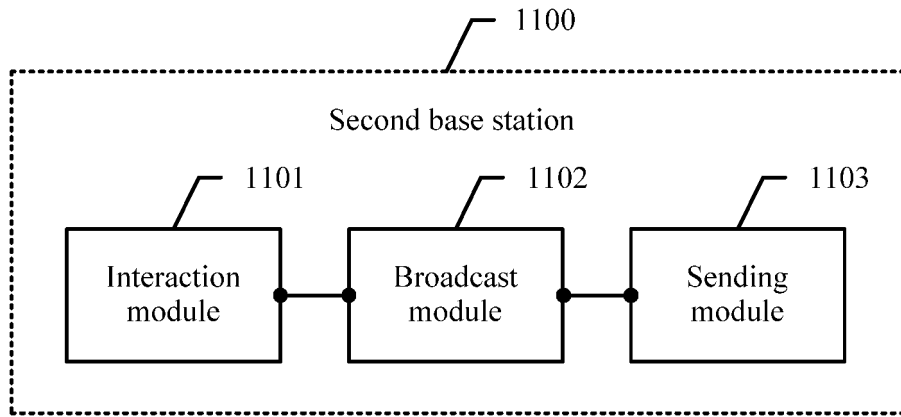 1100
Second base station
1101
1102
1103
Interaction
module
Broadcast
module
Sending
module